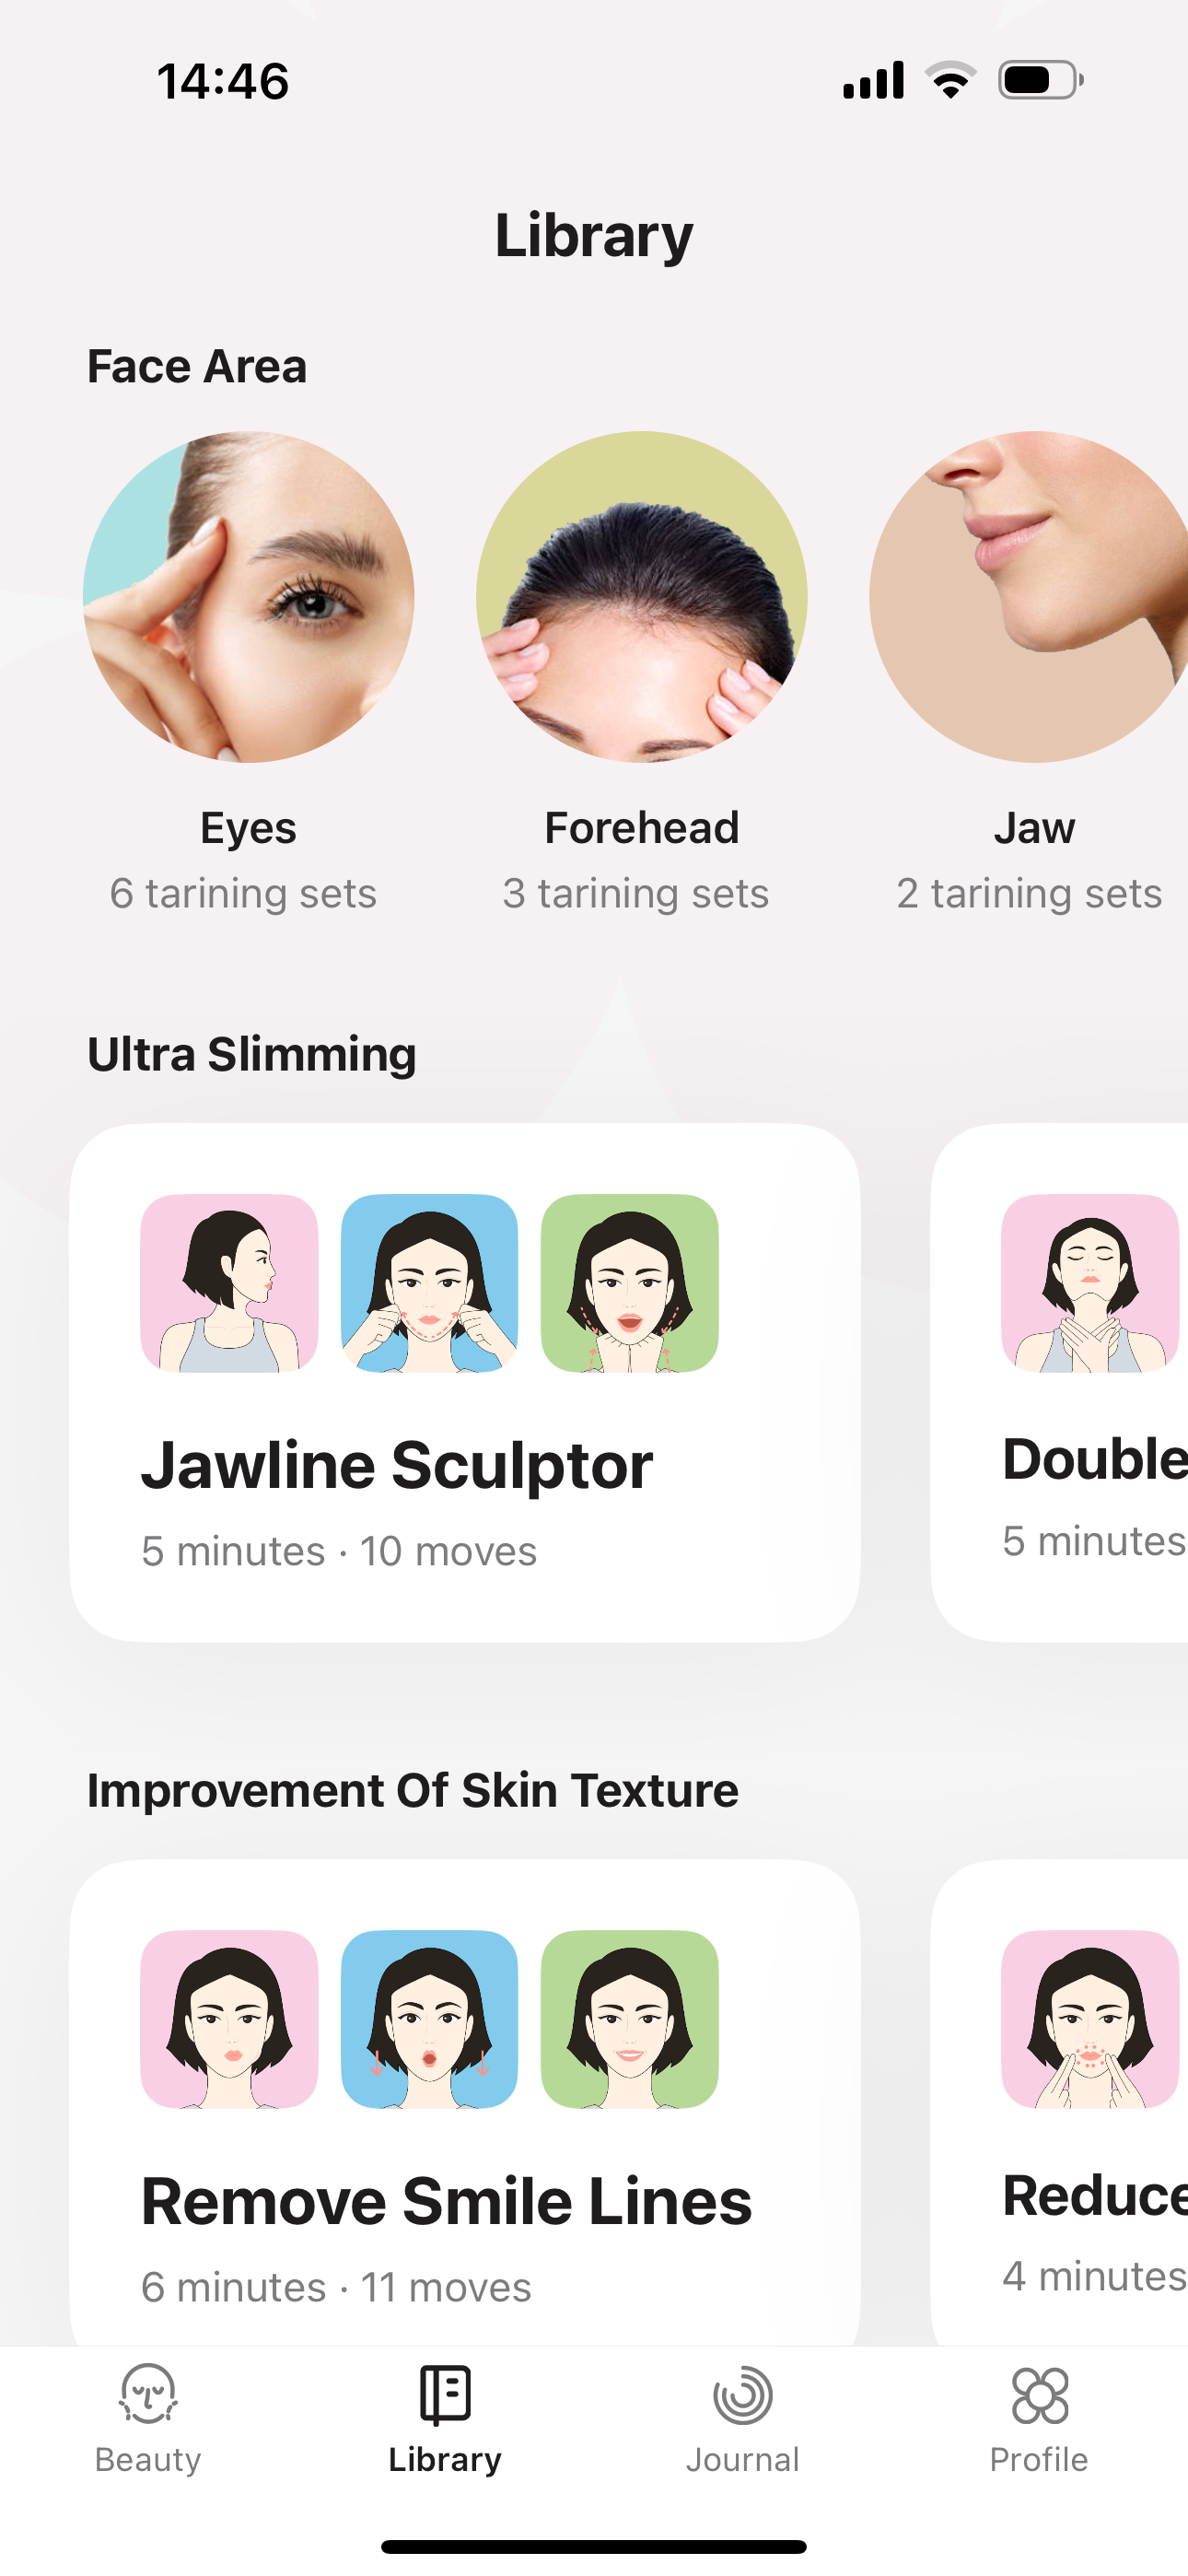 14:46
Library
Face Area
Eyes
Forehead
Jaw
6 tarining sets
3 tarining sets
2 tarining sets
Ultra Slimming
Jawline Sculptor
Double
5 minutes · 10 moves
5 minutes
Improvement Of Skin Texture
Remove Smile Lines
Reduce
6 minutes · 11 moves
4 minutes
Beauty
Library
Journal
Profile